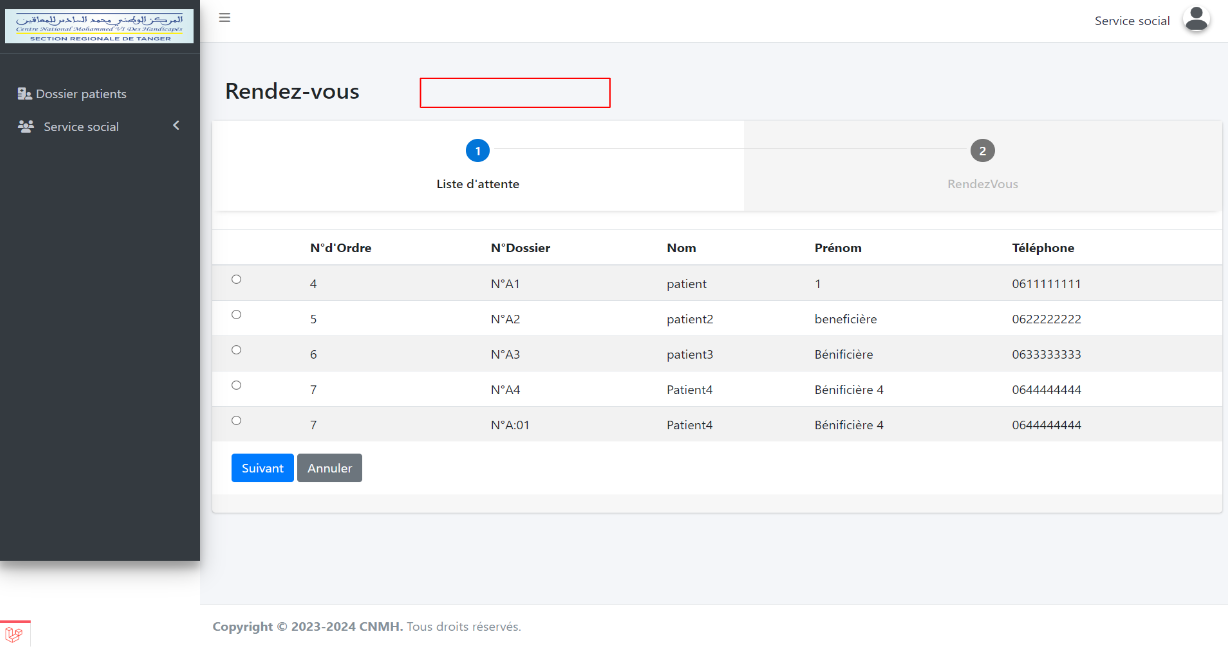 المركز الوطني محمد السادس للمعاقين
Centre National Mohammed VI Des Handicapés
SECTION REGIONALE DE TANGER
Service social
Dossier patients
Service social
Rendez-vous
1 2
Liste d'attente RendezVous
N°d'Ordre N°Dossier Nom Prénom Téléphone
4 N°A1 patient 1 0611111111
5 N°A2 patient2 beneficière 0622222222
6 N°A3 patient3 Bénificière 0633333333
7 N°A4 Patient4 Bénificière 4 0644444444
7 N°A:01 Patient4 Bénificière 4 0644444444
Suivant Annuler
Copyright © 2023-2024 CNMH. Tous droits réservés.